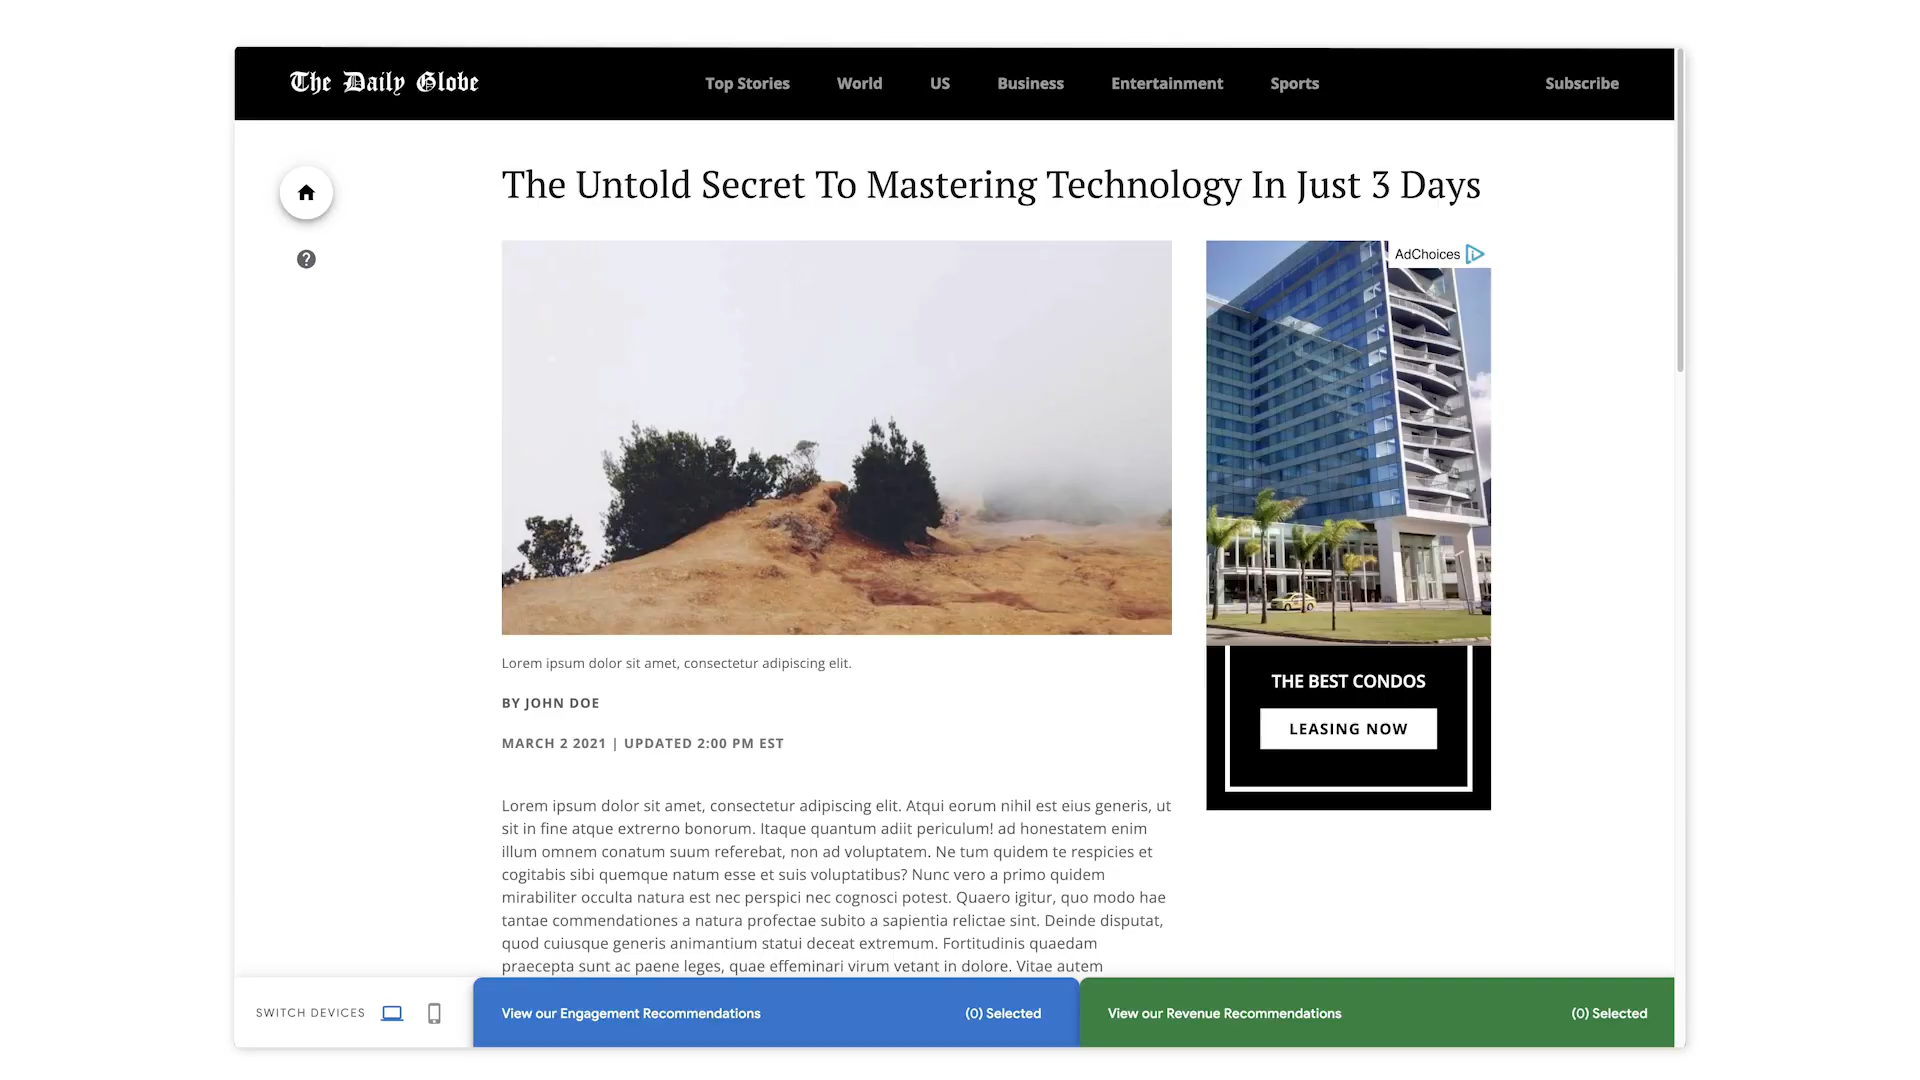 The Daily Globe
Top Stories
World
US
Business
Entertainment
Sports
Subscribe
The Untold Secret To Mastering Technology In Just 3 Days
AdChoices
Lorem ipsum dolor sit amet, consectetur adipiscing elit.
BY JOHN DOE
MARCH 2 2021 | UPDATED 2:00 PM EST
THE BEST CONDOS
LEASING NOW
Lorem ipsum dolor sit amet, consectetur adipiscing elit. Atqui eorum nihil est eius generis, ut
sit in fine atque extrerno bonorum. Itaque quantum adiit periculum! ad honestatem enim
illum omnem conatum suum referebat, non ad voluptatem. Ne tum quidem te respicies et
cogitabis sibi quemque natum esse et suis voluptatibus? Nunc vero a primo quidem
mirabiliter occulta natura est nec perspici nec cognosci potest. Quaero igitur, quo modo hae
tantae commendationes a natura profectae subito a sapientia relictae sint. Deinde disputat,
quod cuiusque generis animantium statui deceat extremum. Fortitudinis quaedam
praecepta sunt ac paene leges, quae effeminari virum vetant in dolore. Vitae autem
SWITCH DEVICES
View our Engagement Recommendations
(0) Selected
View our Revenue Recommendations
(0) Selected